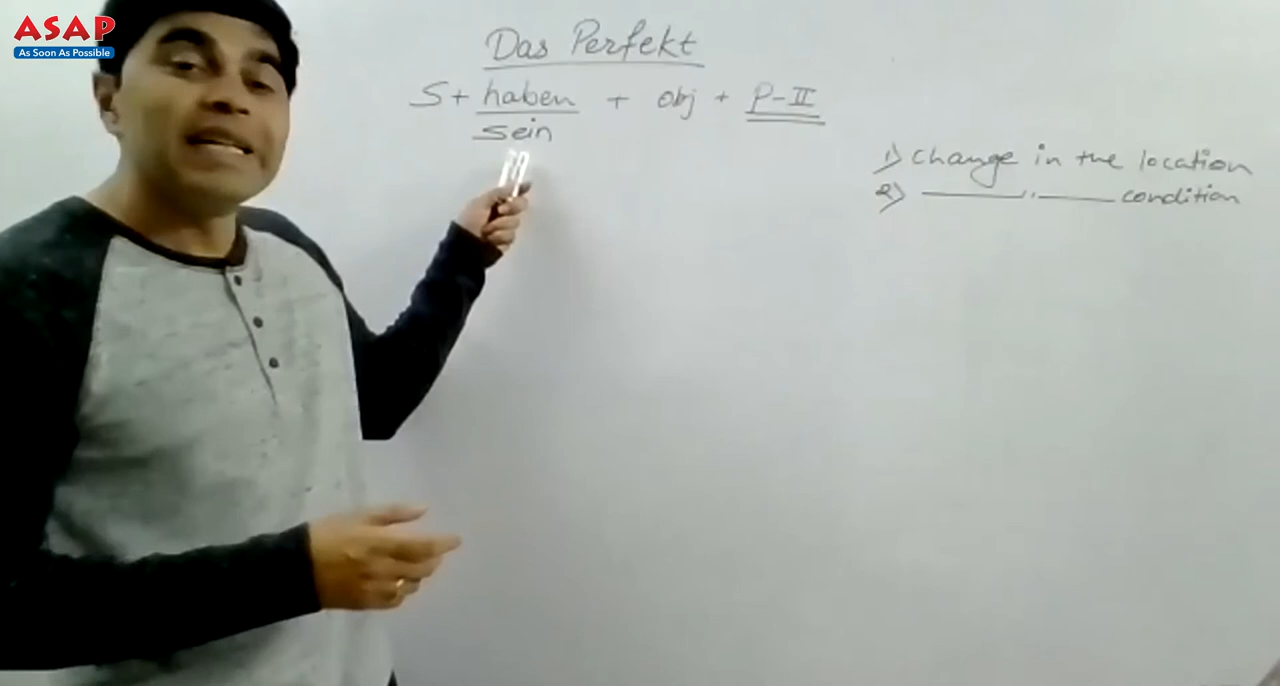 ASAP
As Soon As Possible
Das Perfekt
S + haben + obj + P-II
sein
1) Change in the location
2) —— " —— condition